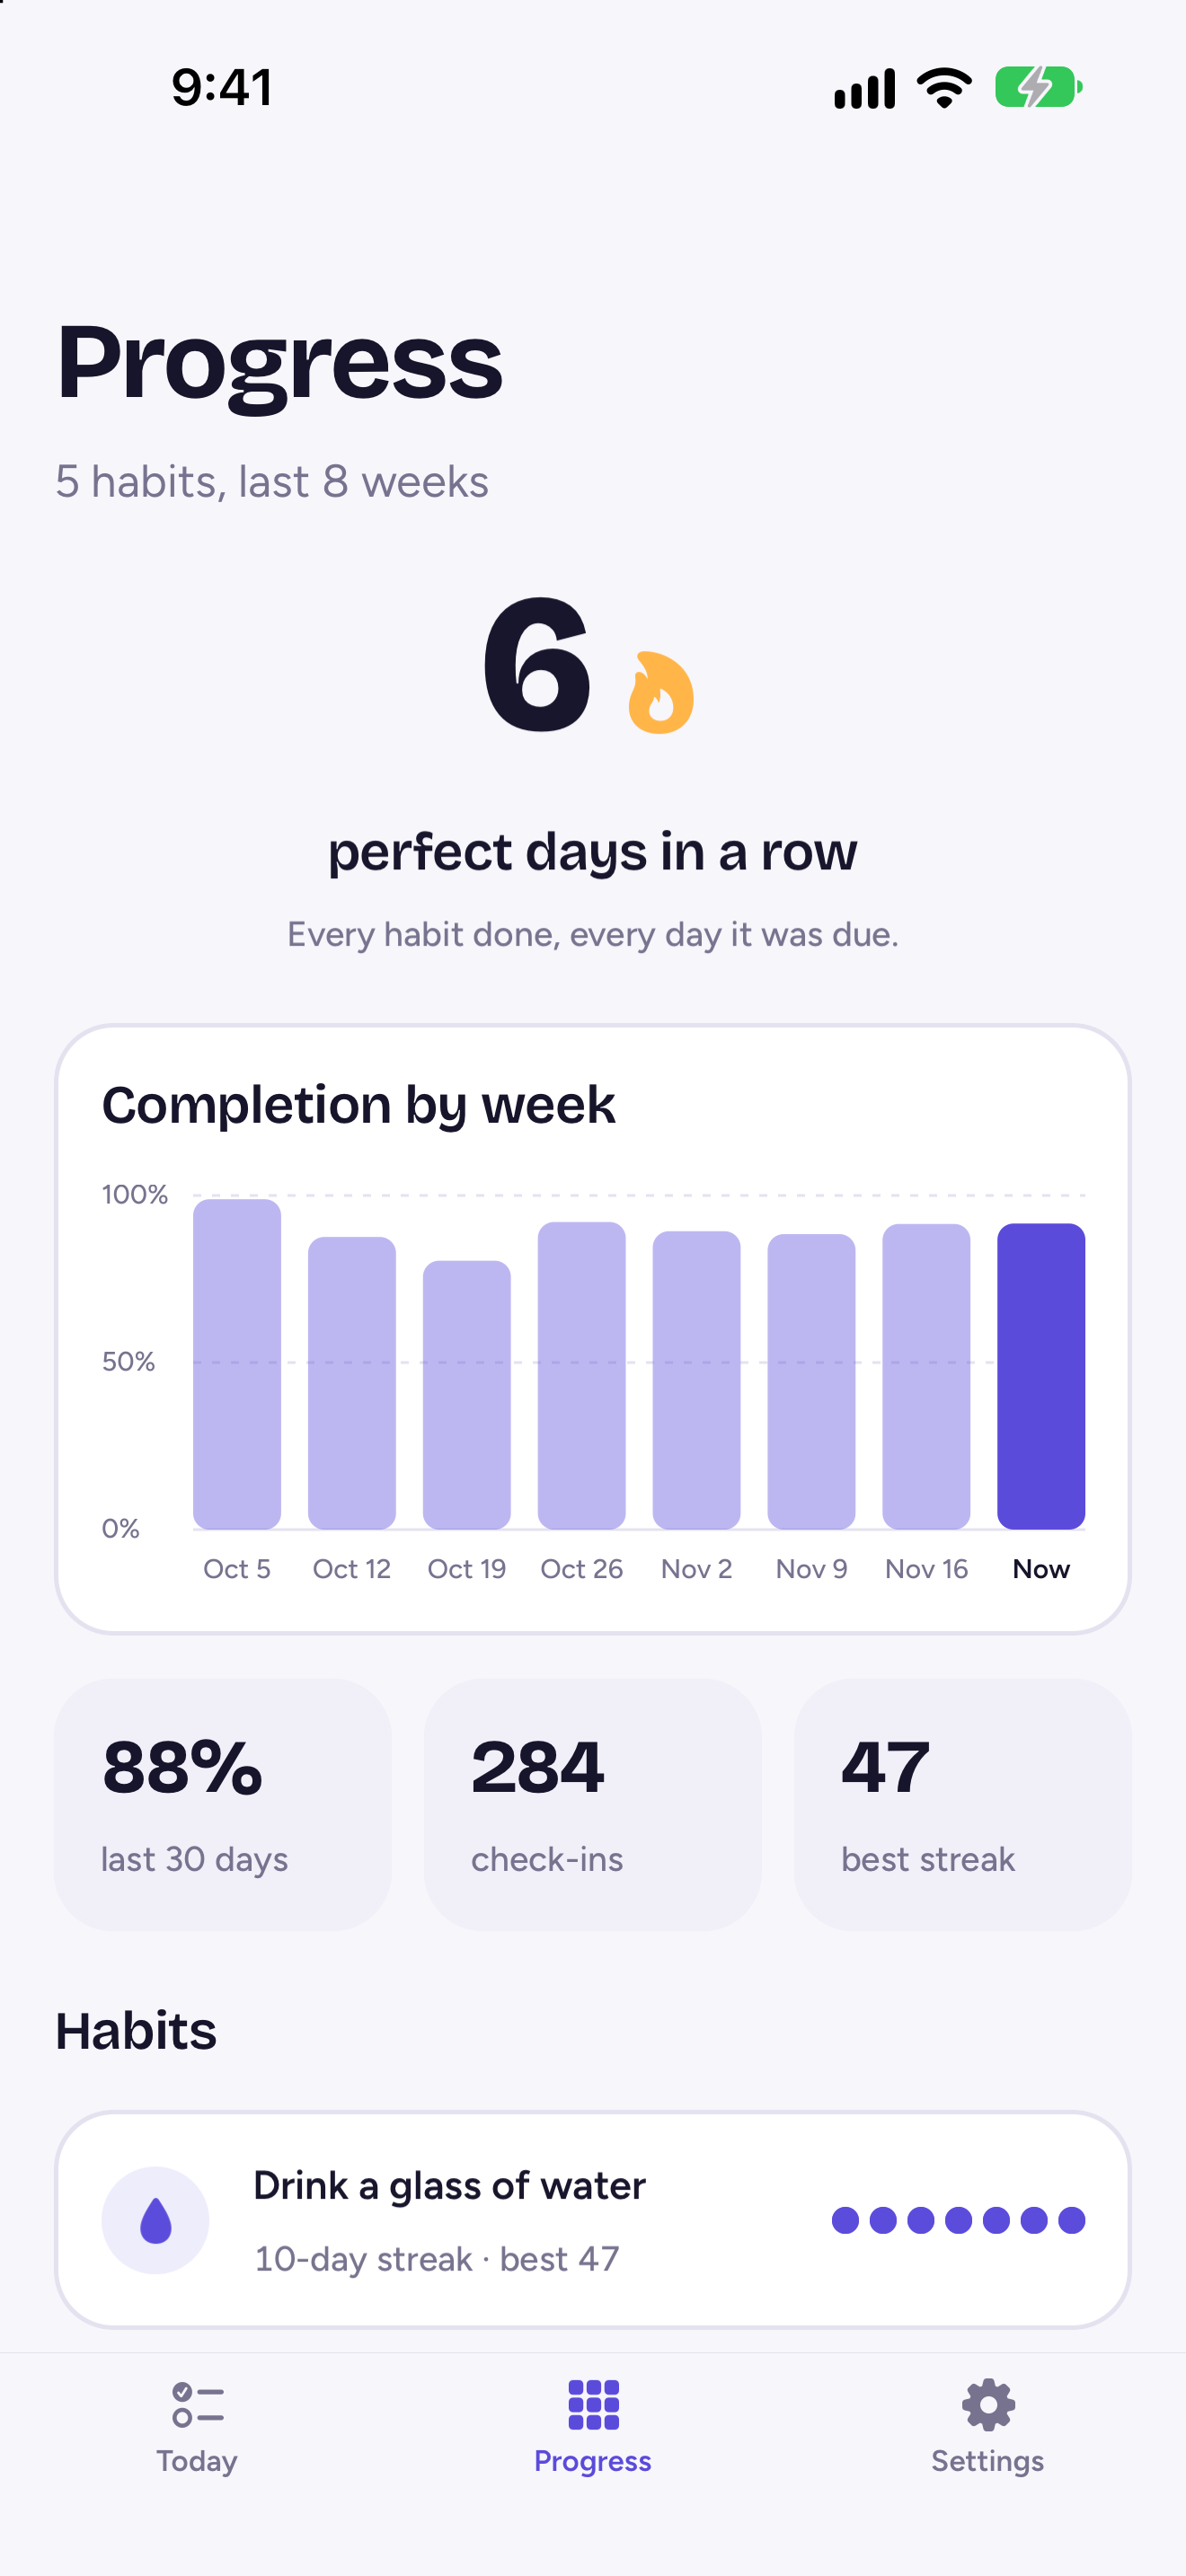 9:41
Progress
5 habits, last 8 weeks
6
perfect days in a row
Every habit done, every day it was due.
Completion by week
100%
50%
0%
Oct 5 Oct 12 Oct 19 Oct 26 Nov 2 Nov 9 Nov 16 Now
88% 284 47
last 30 days check-ins best streak
Habits
Drink a glass of water
10-day streak · best 47
Today Progress Settings